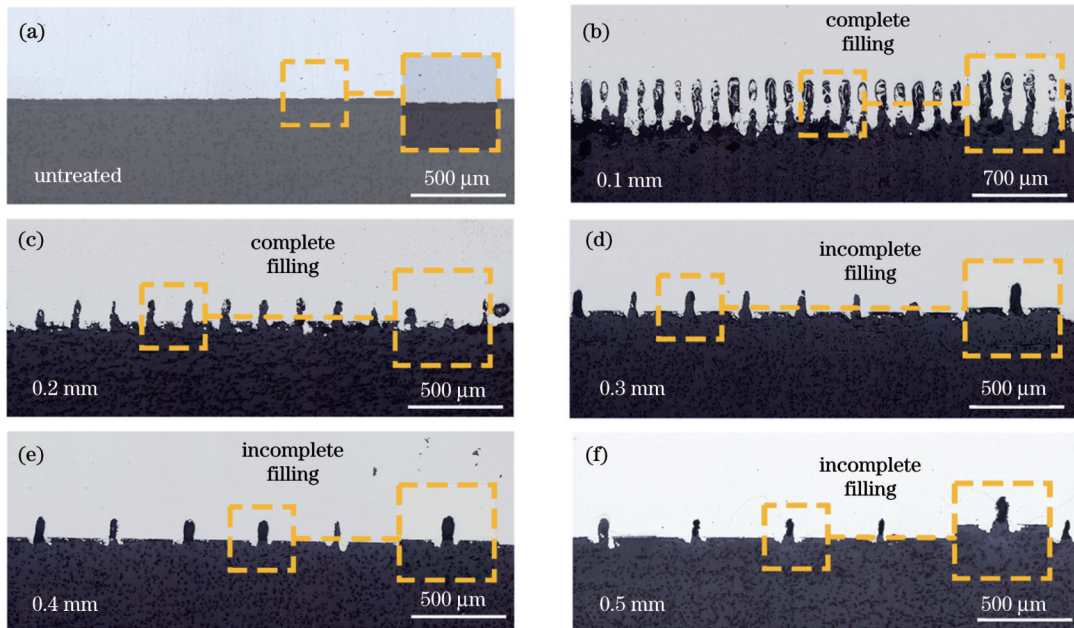 (a)
untreated
500 μm
(b)
complete
filling
0.1 mm
700 μm
(c)
complete
filling
0.2 mm
500 μm
(d)
incomplete
filling
0.3 mm
500 μm
(e)
incomplete
filling
0.4 mm
500 μm
(f)
incomplete
filling
0.5 mm
500 μm